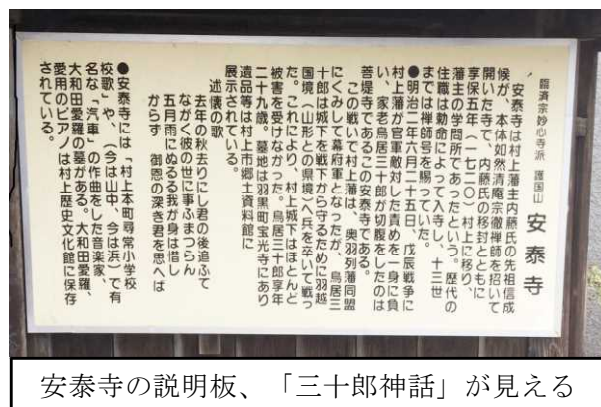 臨済宗妙心寺派 護国山 安泰寺
安泰寺は村上藩主内藤氏の先祖信成
候が、本体如然清庵宗徹禅師を招いて
開いた寺で、内藤氏の移封とともに
享保五年(一七二〇)村上に移り、
藩主の学問所であったという。歴代の
住職は勅命によって入寺し、十三世
までは禅師号を賜っていた。
●明治二年六月二十五日、戊辰戦争に
村上藩が官軍敵対した責めを一身に負
い、家老鳥居三十郎が切腹をしたのは
菩提寺であるこの安泰寺である。
この戦いで村上藩は、奥羽列藩同盟
にくみして幕府軍となったが、鳥居三
十郎は城下を戦下から守るために羽越
国境(山形との県境)へ兵を卒いて戦っ
た。これにより、村上城下はほとんど
被害を受けなかった。鳥居三十郎享年
二十九歳。墓地は羽黒町宝光寺にあり
遺品等は村上市郷土資料館に
展示されている。
述懐の歌
去年の秋去りにし君の後追ふて
ながく彼の世に事ふまつらん
五月雨にぬるる我が身は惜し
からず 御恩の深き君を思へば
●安泰寺には「村上本町尋常小学校
校歌」や、(今は山中、今は浜)で有
名な「汽車」の作曲をした音楽家、
大和田愛羅の墓がある。大和田愛羅、
愛用のピアノは村上歴史文化館に保存
されている。
安泰寺の説明板、「三十郎神話」が見える